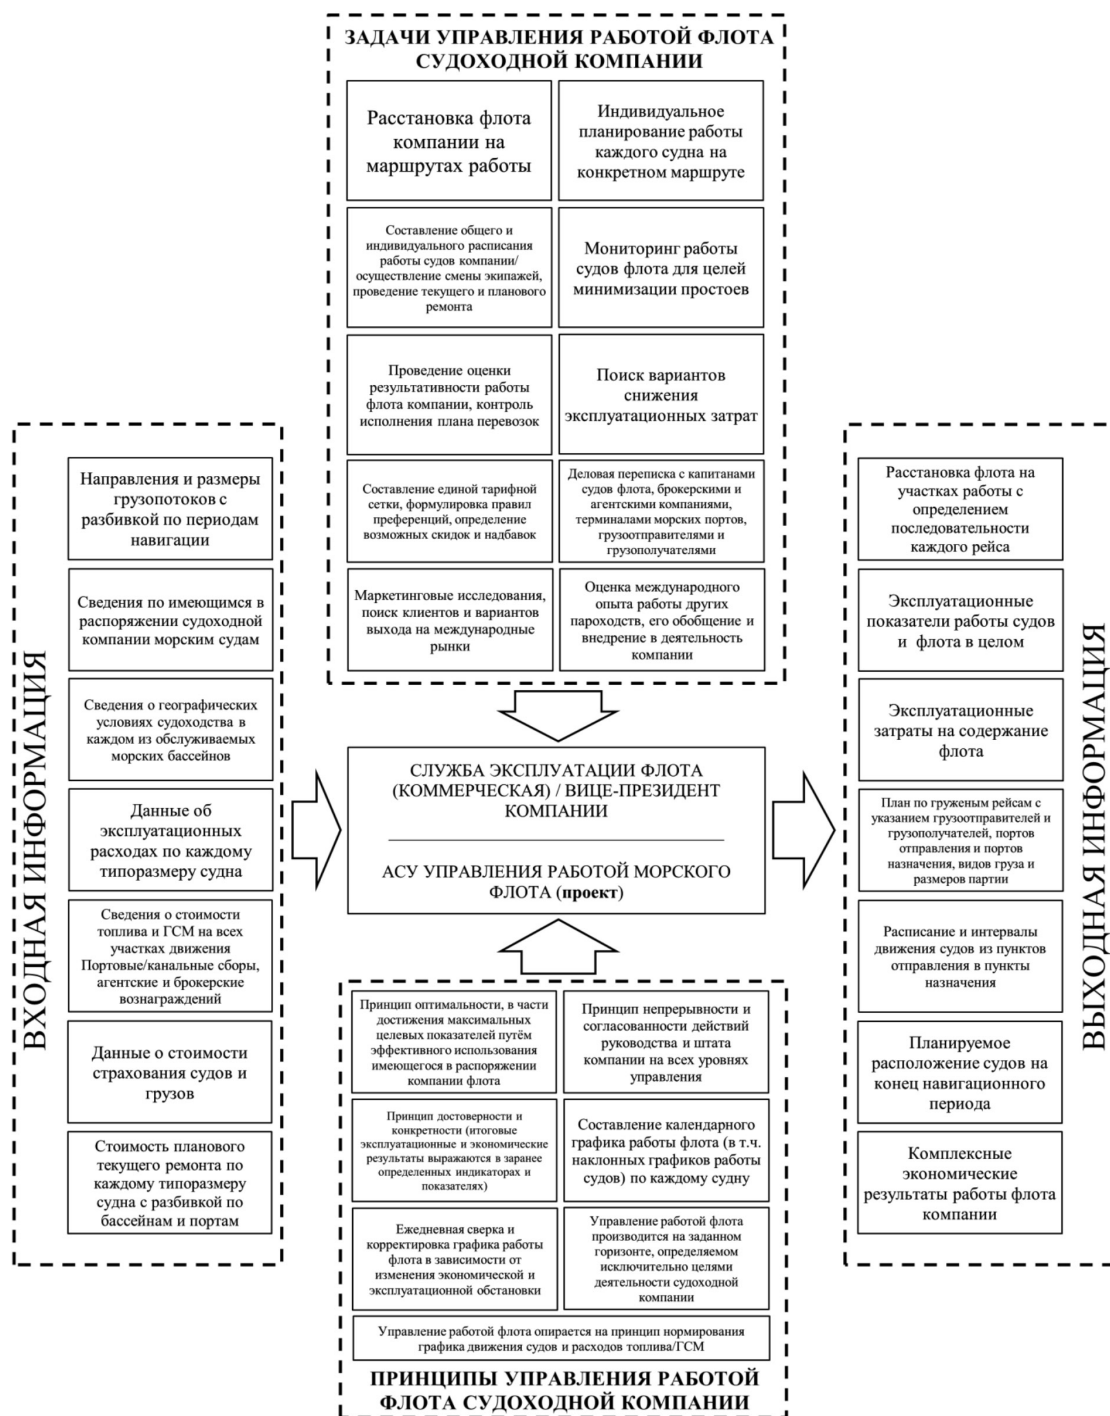 ЗАДАЧИ УПРАВЛЕНИЯ РАБОТОЙ ФЛОТА
СУДОХОДНОЙ КОМПАНИИ
Расстановка флота
компании на
маршрутах работы
Индивидуальное
планирование работы
каждого судна на
конкретном маршруте
Составление общего и
индивидуального расписания
работы судов компании/
осуществление смены экипажей,
проведение текущего и планового
ремонта
Мониторинг работы
судов флота для целей
минимизации простоев
Проведение оценки
результативности работы
флота компании, контроль
исполнения плана перевозок
Поиск вариантов
снижения
эксплуатационных затрат
Составление единой тарифной
сетки, формулировка правил
преференций, определение
возможных скидок и надбавок
Деловая переписка с капитанами
судов флота, брокерскими и
агентскими компаниями,
терминалами морских портов,
грузоотправителями и
грузополучателями
Маркетинговые исследования,
поиск клиентов и вариантов
выхода на международные
рынки
Оценка международного
опыта работы других
пароходств, его обобщение и
внедрение в деятельность
компании
ВХОДНАЯ ИНФОРМАЦИЯ
Направления и размеры
грузопотоков с
разбивкой по периодам
навигации
Сведения по имеющимся в
распоряжении судоходной
компании морским судам
Сведения о географических
условиях судоходства в
каждом из обслуживаемых
морских бассейнов
Данные об
эксплуатационных
расходах по каждому
типоразмеру судна
Сведения о стоимости
топлива и ГСМ на всех
участках движения
Портовые/канальные сборы,
агентские и брокерские
вознаграждений
Данные о стоимости
страхования судов и
грузов
Стоимость планового
текущего ремонта по
каждому типоразмеру
судна с разбивкой по
бассейнам и портам
СЛУЖБА ЭКСПЛУАТАЦИИ ФЛОТА
(КОММЕРЧЕСКАЯ) / ВИЦЕ-ПРЕЗИДЕНТ
КОМПАНИИ
АСУ УПРАВЛЕНИЯ РАБОТОЙ МОРСКОГО
ФЛОТА (проект)
Расстановка флота на
участках работы с
определением
последовательности
каждого рейса
Эксплуатационные
показатели работы судов
и флота в целом
Эксплуатационные
затраты на содержание
флота
План по груженым рейсам с
указанием грузоотправителей и
грузополучателей, портов
отправления и портов
назначения, видов груза и
размеров партии
Расписание и интервалы
движения судов из пунктов
отправления в пункты
назначения
Планируемое
расположение судов на
конец навигационного
периода
Комплексные
экономические
результаты работы флота
компании
ВЫХОДНАЯ ИНФОРМАЦИЯ
Принцип оптимальности, в части
достижения максимальных
целевых показателей путём
эффективного использования
имеющегося в распоряжении
компании флота
Принцип непрерывности и
согласованности действий
руководства и штата
компании на всех уровнях
управления
Принцип достоверности и
конкретности (итоговые
эксплуатационные и экономические
результаты выражаются в заранее
определенных индикаторах и
показателях)
Составление календарного
графика работы флота (в т.ч.
наклонных графиков работы
судов) по каждому судну
Ежедневная сверка и
корректировка графика работы
флота в зависимости от
изменения экономической и
эксплуатационной обстановки
Управление работой флота
производится на заданном
горизонте, определяемом
исключительно целями
деятельности судоходной
компании
Управление работой флота опирается на принцип нормирования
графика движения судов и расходов топлива/ГСМ
ПРИНЦИПЫ УПРАВЛЕНИЯ РАБОТОЙ
ФЛОТА СУДОХОДНОЙ КОМПАНИИ